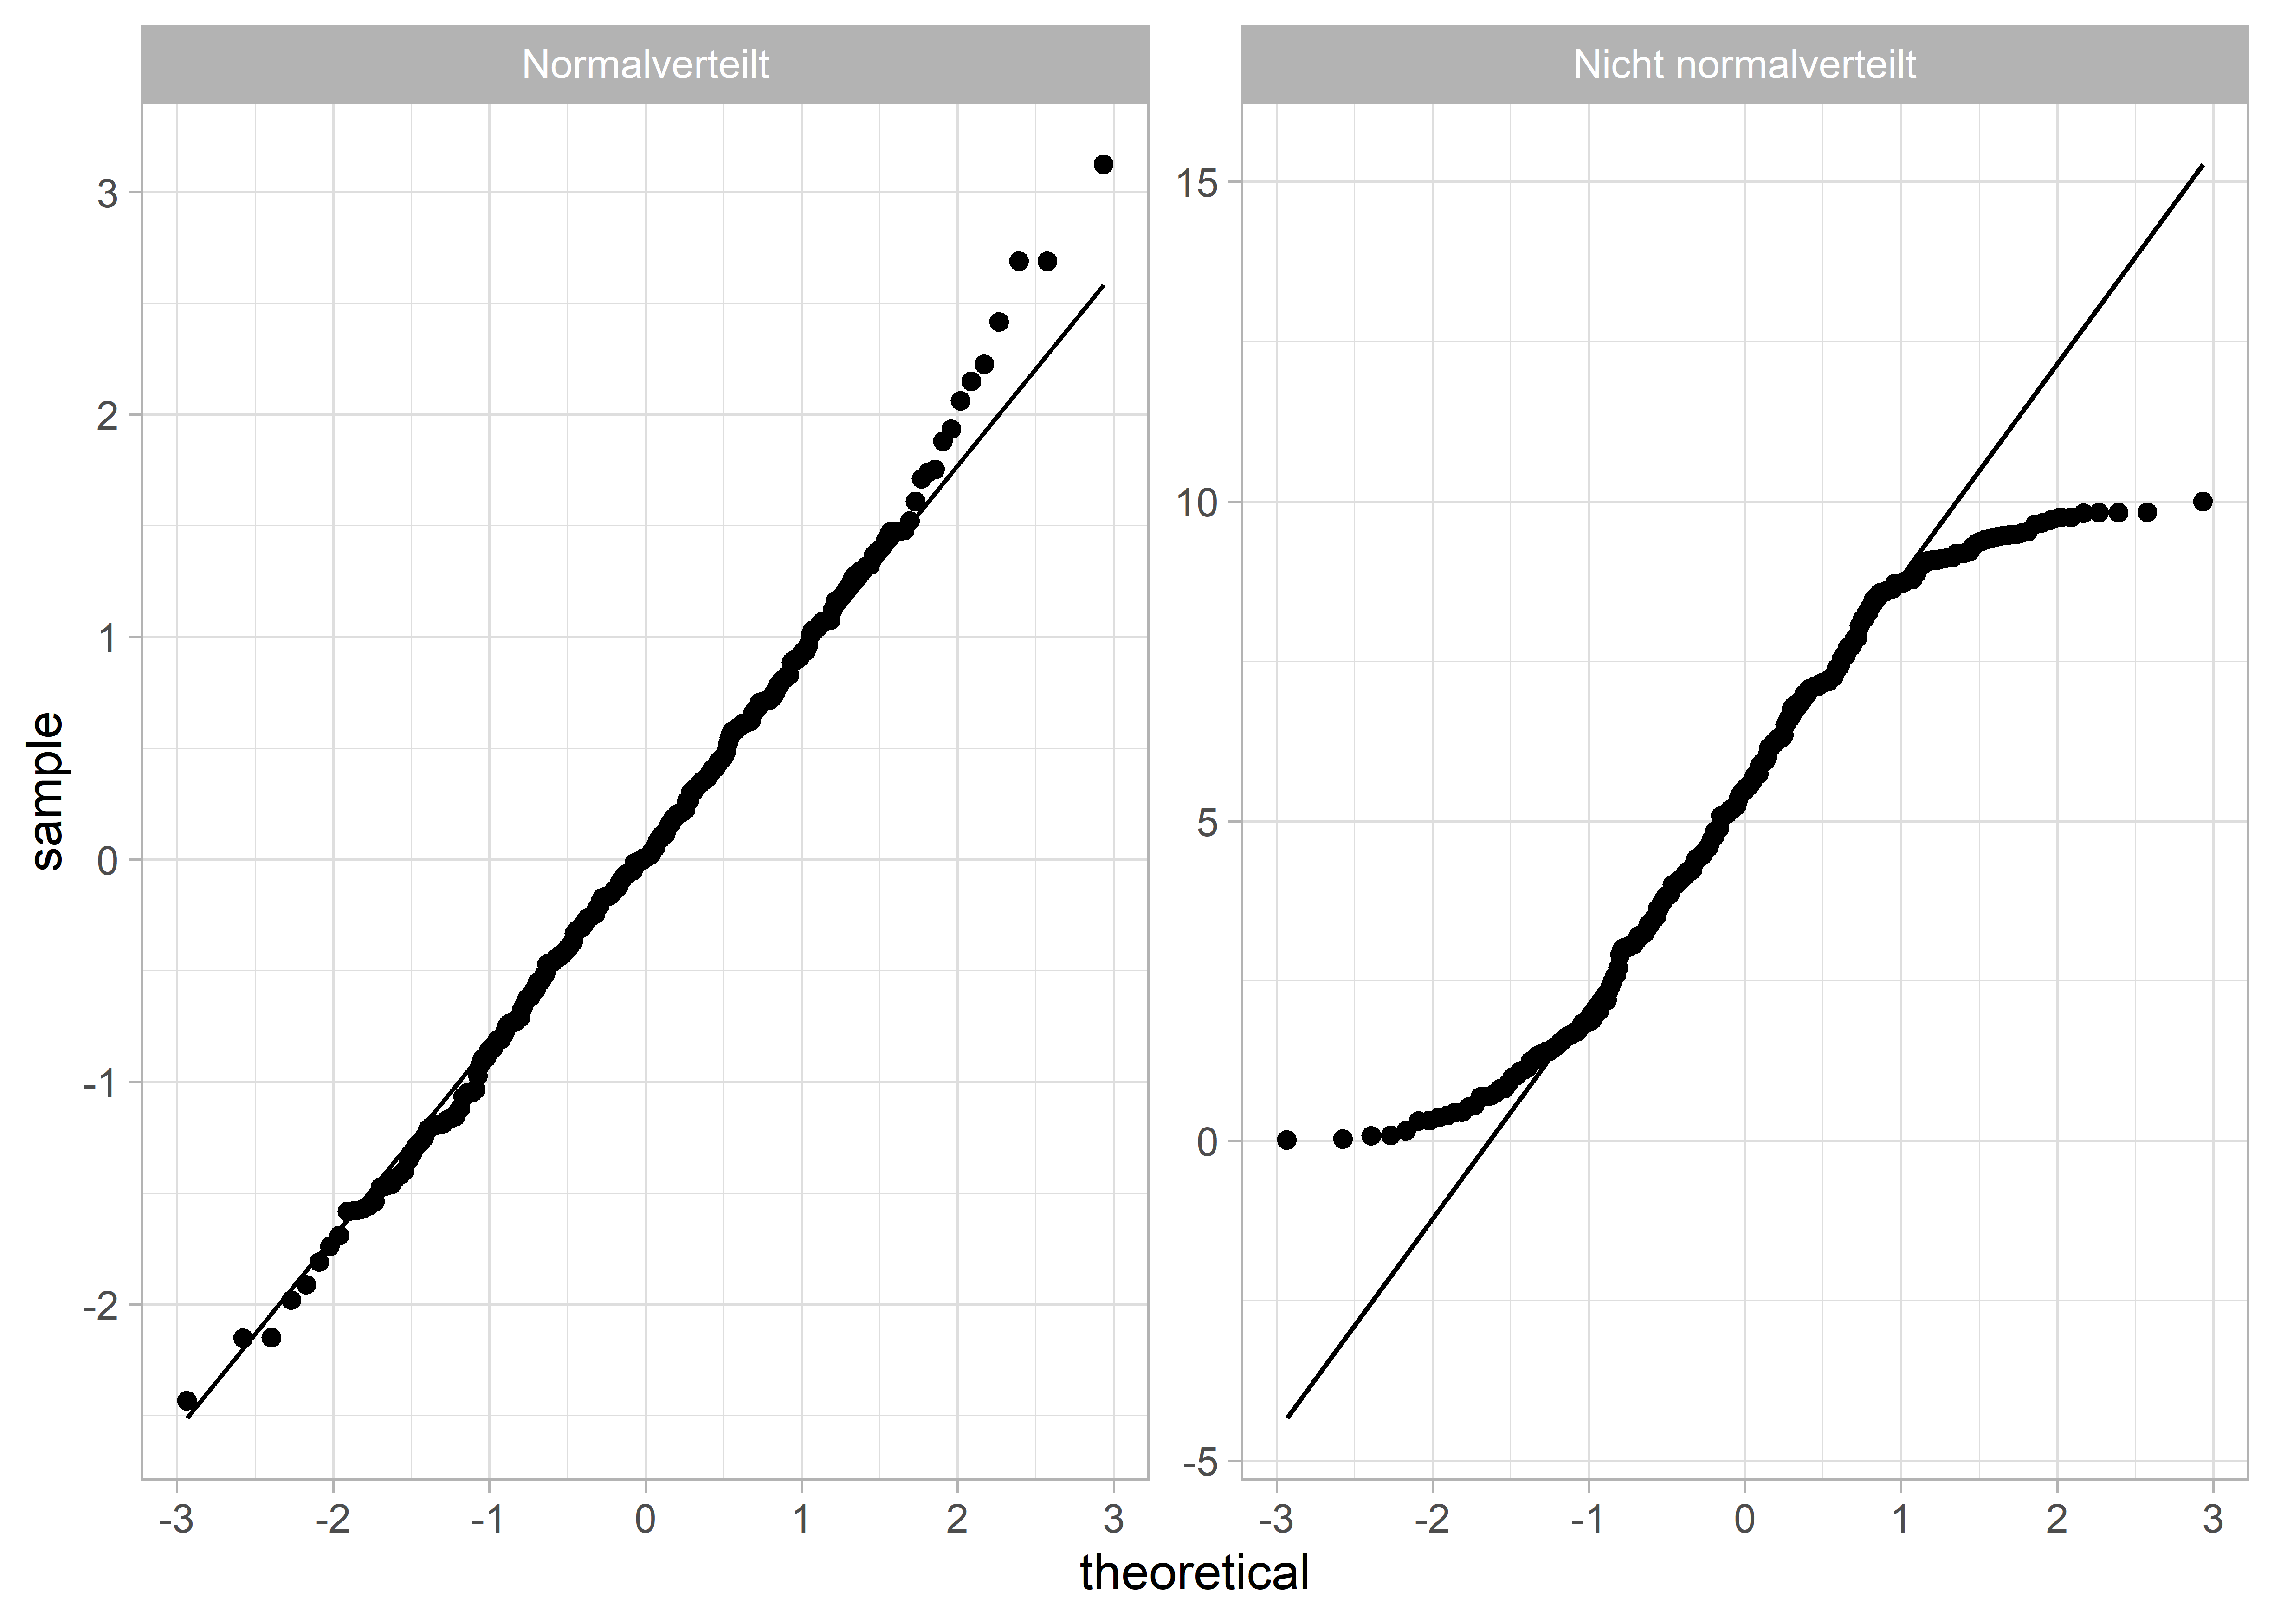 Normalverteilt
Nicht normalverteilt
sample
3
2
1
0
-1
-2
15
10
5
0
-5
-3 -2 -1 0 1 2 3
-3 -2 -1 0 1 2 3
theoretical